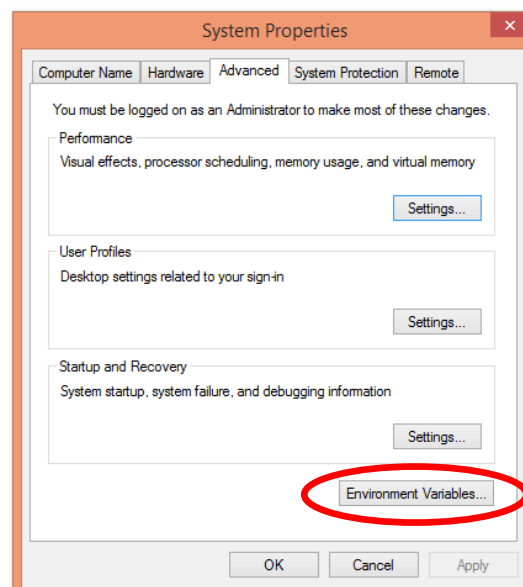 System Properties
×
Computer Name Hardware Advanced System Protection Remote
You must be logged on as an Administrator to make most of these changes.
Performance
Visual effects, processor scheduling, memory usage, and virtual memory
Settings...
User Profiles
Desktop settings related to your sign-in
Settings...
Startup and Recovery
System startup, system failure, and debugging information
Settings...
Environment Variables...
OK Cancel Apply